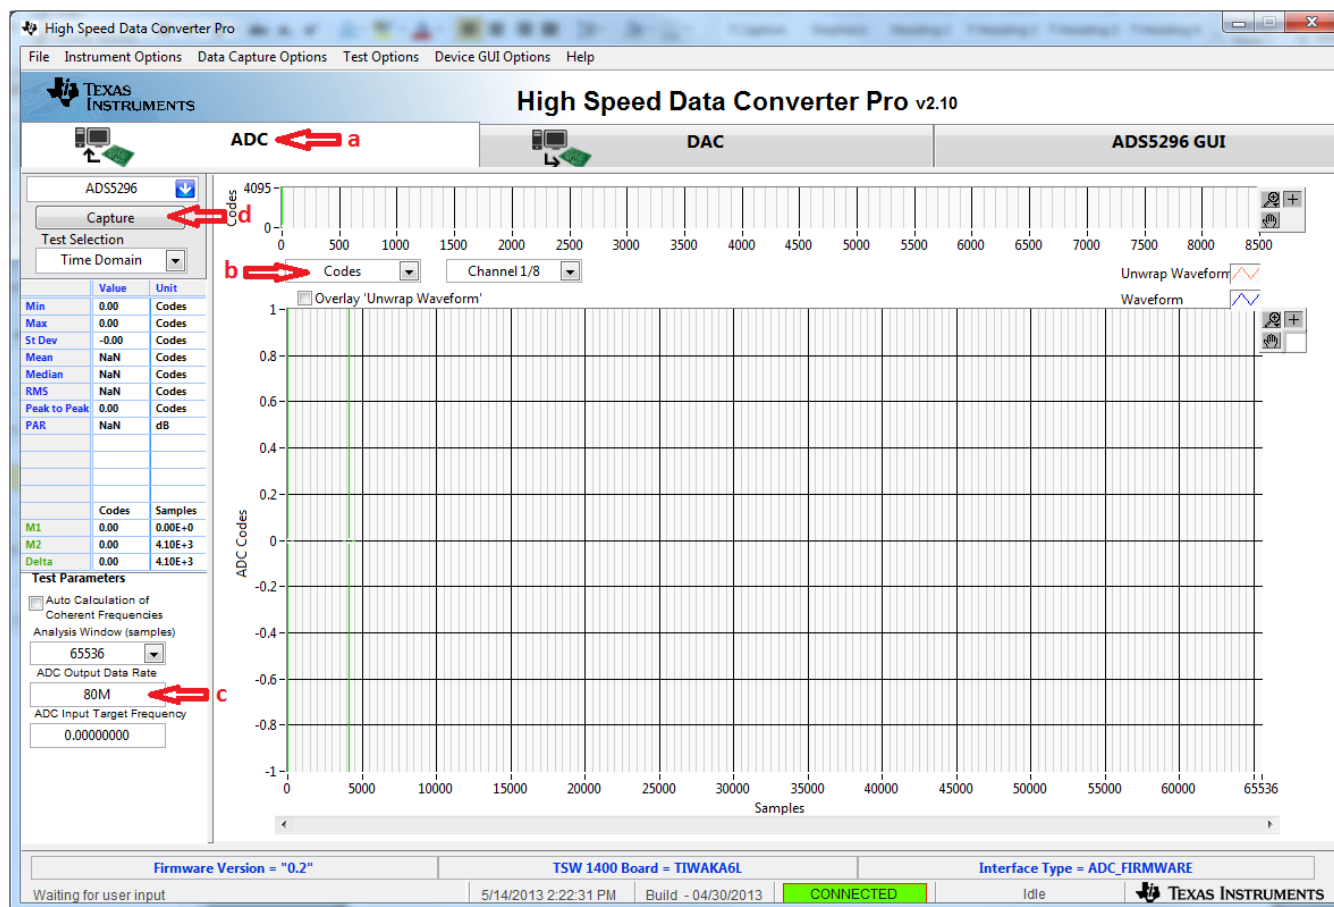 High Speed Data Converter Pro
File Instrument Options Data Capture Options Test Options Device GUI Options Help
TEXAS INSTRUMENTS
High Speed Data Converter Pro v2.10
ADC a
DAC
ADS5296 GUI
ADS5296
Capture d
Test Selection
Time Domain
Value Unit
Min 0.00 Codes
Max 0.00 Codes
St Dev -0.00 Codes
Mean NaN Codes
Median NaN Codes
RMS NaN Codes
Peak to Peak 0.00 Codes
PAR NaN dB
Codes Samples
M1 0.00 0.00E+0
M2 0.00 4.10E+3
Delta 0.00 4.10E+3
Test Parameters
Auto Calculation of
Coherent Frequencies
Analysis Window (samples)
65536
ADC Output Data Rate
80M c
ADC Input Target Frequency
0.00000000
Codes
4095
0
0 500 1000 1500 2000 2500 3000 3500 4000 4500 5000 5500 6000 6500 7000 7500 8000 8500
b Codes Channel 1/8
Unwrap Waveform
Overlay 'Unwrap Waveform'
Waveform
ADC Codes
1
0.8
0.6
0.4
0.2
0
-0.2
-0.4
-0.6
-0.8
-1
0 5000 10000 15000 20000 25000 30000 35000 40000 45000 50000 55000 60000 65536
Samples
Firmware Version = "0.2"
TSW 1400 Board = TIWAKA6L
Interface Type = ADC_FIRMWARE
Waiting for user input
5/14/2013 2:22:31 PM
Build - 04/30/2013
CONNECTED
Idle
TEXAS INSTRUMENTS